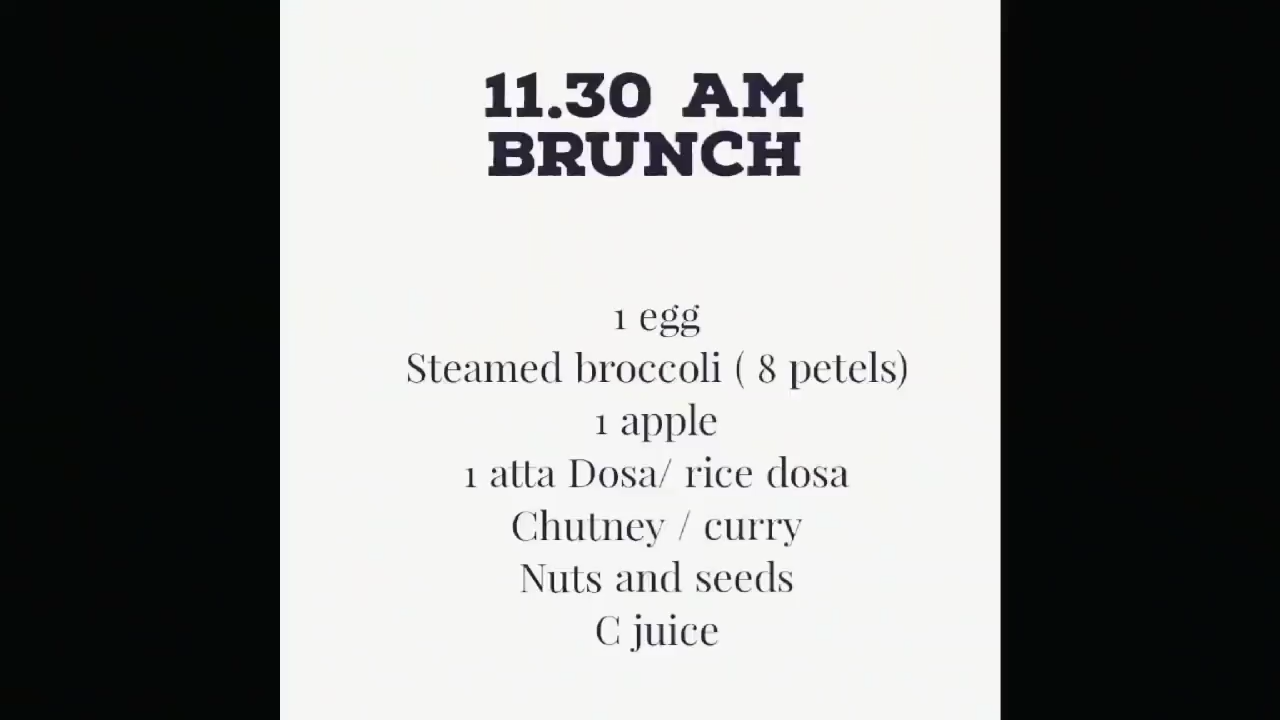 11.30 AM
BRUNCH
1 egg
Steamed broccoli ( 8 petels)
1 apple
1 atta Dosa/ rice dosa
Chutney / curry
Nuts and seeds
C juice